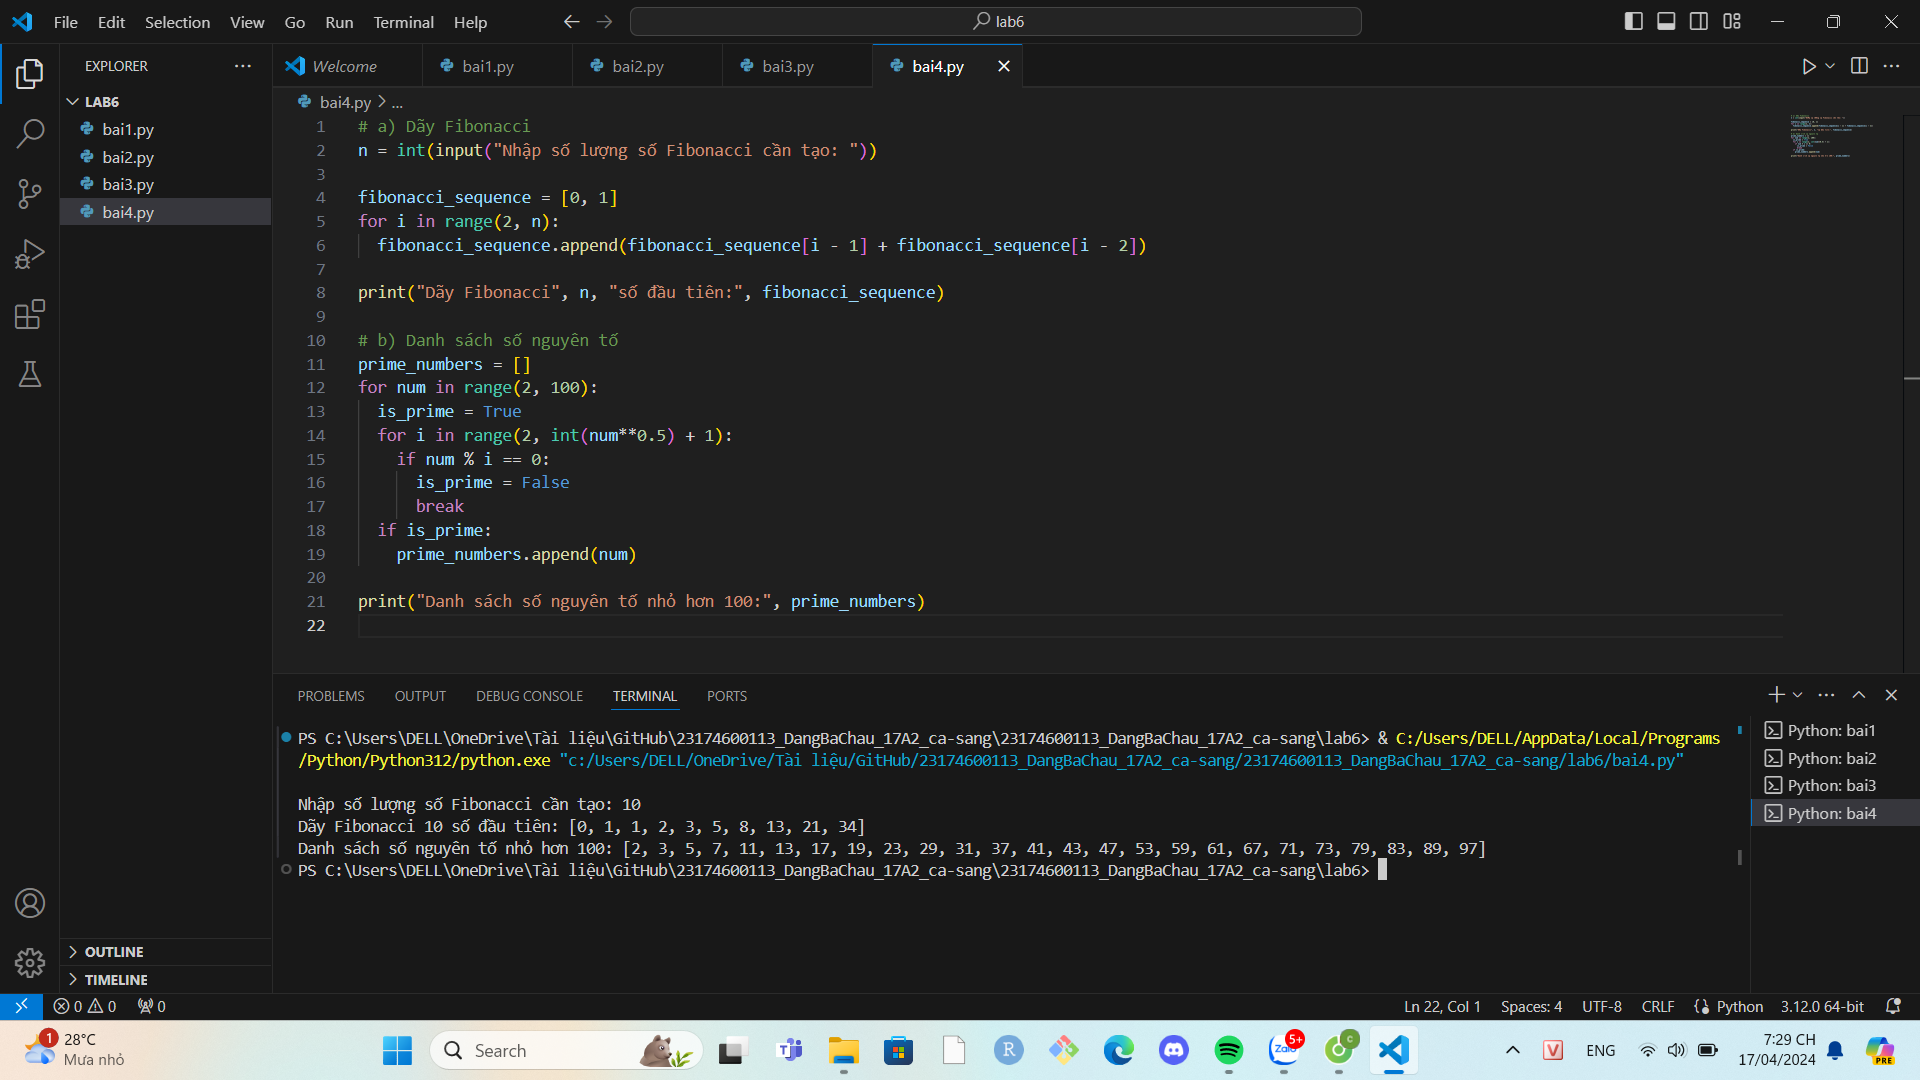 File Edit Selection View Go Run Terminal Help
lab6
EXPLORER
Welcome bai1.py bai2.py bai3.py bai4.py
LAB6
bai1.py
bai2.py
bai3.py
bai4.py
bai4.py > ...
1 # a) Dãy Fibonacci
2 n = int(input("Nhập số lượng số Fibonacci cần tạo: "))
3
4 fibonacci_sequence = [0, 1]
5 for i in range(2, n):
6 fibonacci_sequence.append(fibonacci_sequence[i - 1] + fibonacci_sequence[i - 2])
7
8 print("Dãy Fibonacci", n, "số đầu tiên:", fibonacci_sequence)
9
10 # b) Danh sách số nguyên tố
11 prime_numbers = []
12 for num in range(2, 100):
13 is_prime = True
14 for i in range(2, int(num**0.5) + 1):
15 if num % i == 0:
16 is_prime = False
17 break
18 if is_prime:
19 prime_numbers.append(num)
20
21 print("Danh sách số nguyên tố nhỏ hơn 100:", prime_numbers)
22
PROBLEMS OUTPUT DEBUG CONSOLE TERMINAL PORTS
PS C:\Users\DELL\OneDrive\Tài liệu\GitHub\23174600113_DangBaChau_17A2_ca-sang\23174600113_DangBaChau_17A2_ca-sang\lab6> & C:/Users/DELL/AppData/Local/Programs
/Python/Python312/python.exe "c:/Users/DELL/OneDrive/Tài liệu/GitHub/23174600113_DangBaChau_17A2_ca-sang/23174600113_DangBaChau_17A2_ca-sang/lab6/bai4.py"
Nhập số lượng số Fibonacci cần tạo: 10
Dãy Fibonacci 10 số đầu tiên: [0, 1, 1, 2, 3, 5, 8, 13, 21, 34]
Danh sách số nguyên tố nhỏ hơn 100: [2, 3, 5, 7, 11, 13, 17, 19, 23, 29, 31, 37, 41, 43, 47, 53, 59, 61, 67, 71, 73, 79, 83, 89, 97]
PS C:\Users\DELL\OneDrive\Tài liệu\GitHub\23174600113_DangBaChau_17A2_ca-sang\23174600113_DangBaChau_17A2_ca-sang\lab6>
Python: bai1
Python: bai2
Python: bai3
Python: bai4
OUTLINE
TIMELINE
0 0 0
Ln 22, Col 1 Spaces: 4 UTF-8 CRLF Python 3.12.0 64-bit
1 28°C
Mưa nhỏ
Search
R
Zalo 5+
c
V
ENG
7:29 CH
17/04/2024
PRE